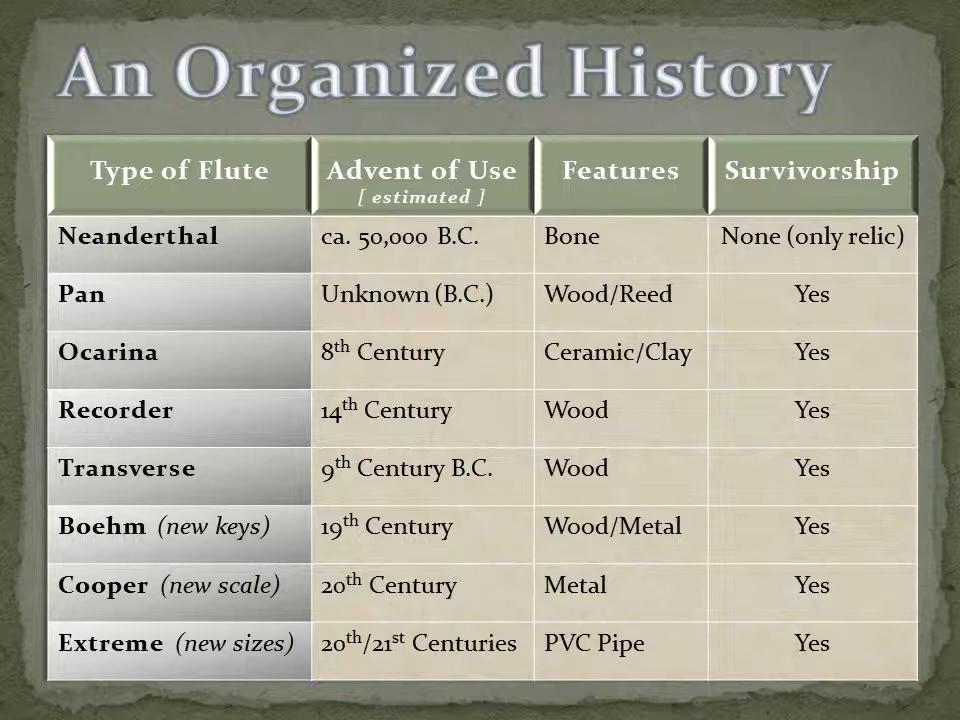 An Organized History
Type of Flute Advent of Use Features Survivorship
[ estimated ]
Neanderthal ca. 50,000 B.C. Bone None (only relic)
Pan Unknown (B.C.) Wood/Reed Yes
Ocarina 8th Century Ceramic/Clay Yes
Recorder 14th Century Wood Yes
Transverse 9th Century B.C. Wood Yes
Boehm (new keys) 19th Century Wood/Metal Yes
Cooper (new scale) 20th Century Metal Yes
Extreme (new sizes) 20th/21st Centuries PVC Pipe Yes